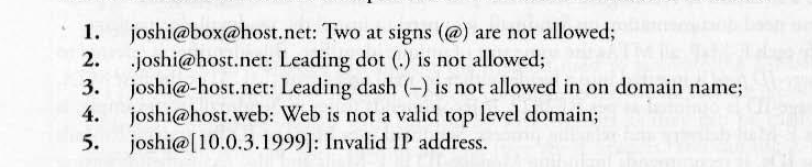 1. joshi@box@host.net: Two at signs (@) are not allowed;
2. .joshi@host.net: Leading dot (.) is not allowed;
3. joshi@-host.net: Leading dash (–) is not allowed in on domain name;
4. joshi@host.web: Web is not a valid top level domain;
5. joshi@[10.0.3.1999]: Invalid IP address.